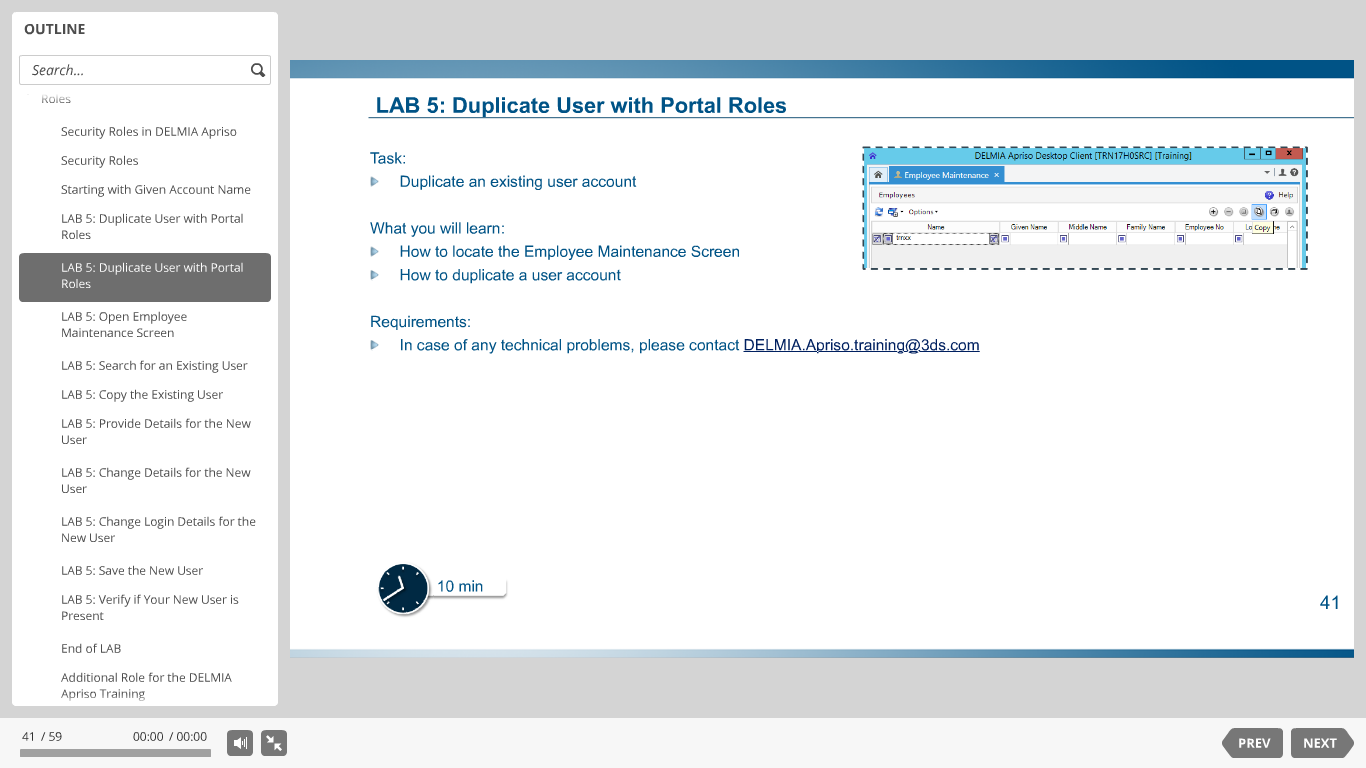 OUTLINE
Search...
Roles
Security Roles in DELMIA Apriso
Security Roles
Starting with Given Account Name
LAB 5: Duplicate User with Portal
Roles
LAB 5: Duplicate User with Portal
Roles
LAB 5: Open Employee
Maintenance Screen
LAB 5: Search for an Existing User
LAB 5: Copy the Existing User
LAB 5: Provide Details for the New
User
LAB 5: Change Details for the New
User
LAB 5: Change Login Details for the
New User
LAB 5: Save the New User
LAB 5: Verify if Your New User is
Present
End of LAB
Additional Role for the DELMIA
Apriso Training
LAB 5: Duplicate User with Portal Roles
Task:
Duplicate an existing user account
What you will learn:
How to locate the Employee Maintenance Screen
How to duplicate a user account
Requirements:
In case of any technical problems, please contact DELMIA.Apriso.training@3ds.com
DELMIA Apriso Desktop Client [TRN17H0SRC] [Training]
Employee Maintenance
Employees
Help
Options
Name Given Name Middle Name Family Name Employee No
Copy
10 min
41
41 / 59 00:00 / 00:00
PREV NEXT